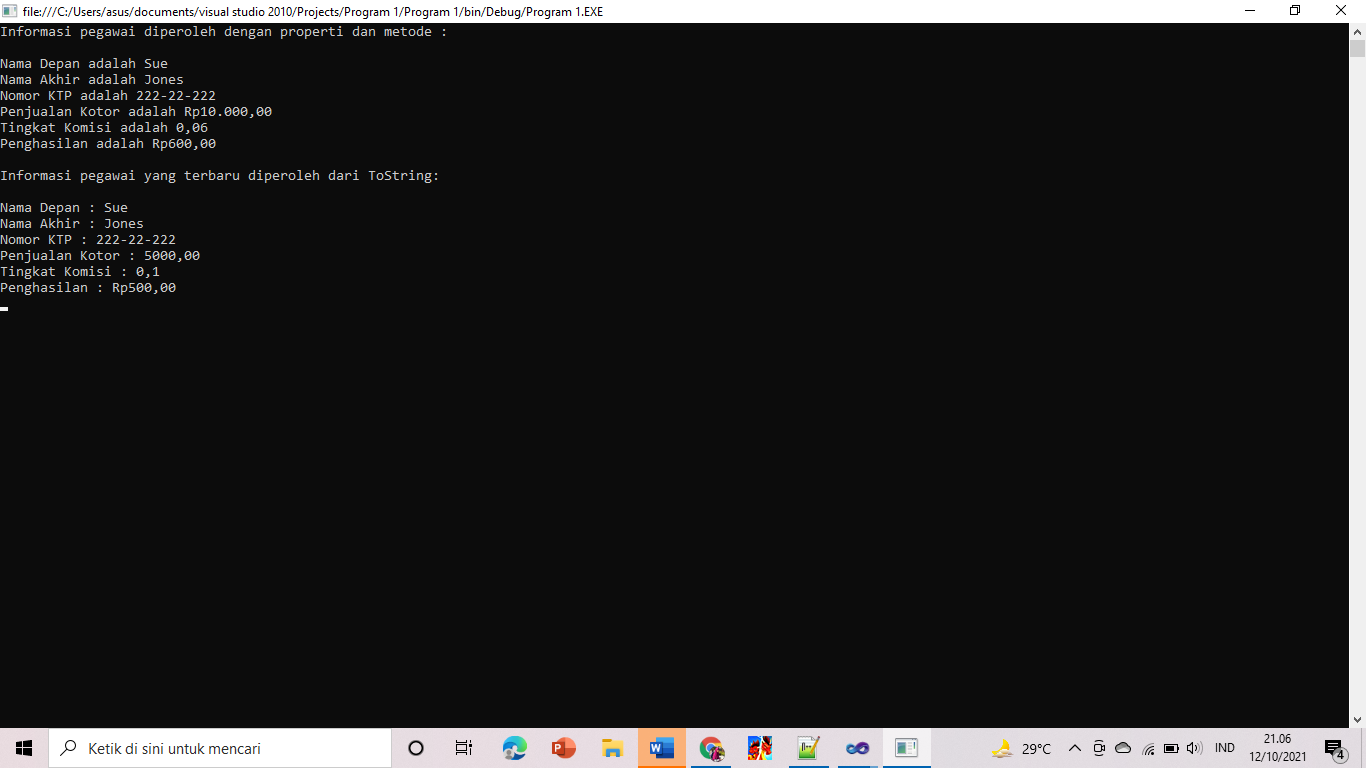 file:///C:/Users/asus/documents/visual studio 2010/Projects/Program 1/Program 1/bin/Debug/Program 1.EXE
Informasi pegawai diperoleh dengan properti dan metode :
Nama Depan adalah Sue
Nama Akhir adalah Jones
Nomor KTP adalah 222-22-222
Penjualan Kotor adalah Rp10.000,00
Tingkat Komisi adalah 0,06
Penghasilan adalah Rp600,00
Informasi pegawai yang terbaru diperoleh dari ToString:
Nama Depan : Sue
Nama Akhir : Jones
Nomor KTP : 222-22-222
Penjualan Kotor : 5000,00
Tingkat Komisi : 0,1
Penghasilan : Rp500,00
Ketik di sini untuk mencari
29°C
IND
21.06
12/10/2021
4